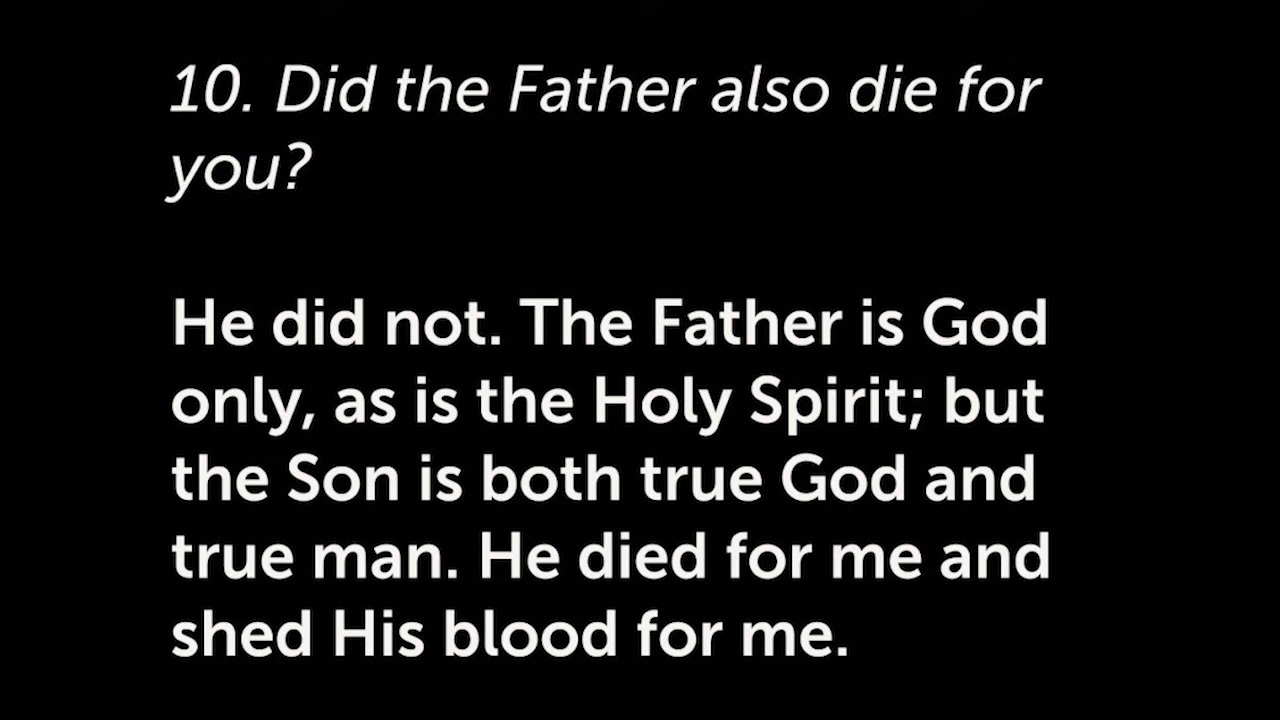 10. Did the Father also die for
you?
He did not. The Father is God
only, as is the Holy Spirit; but
the Son is both true God and
true man. He died for me and
shed His blood for me.